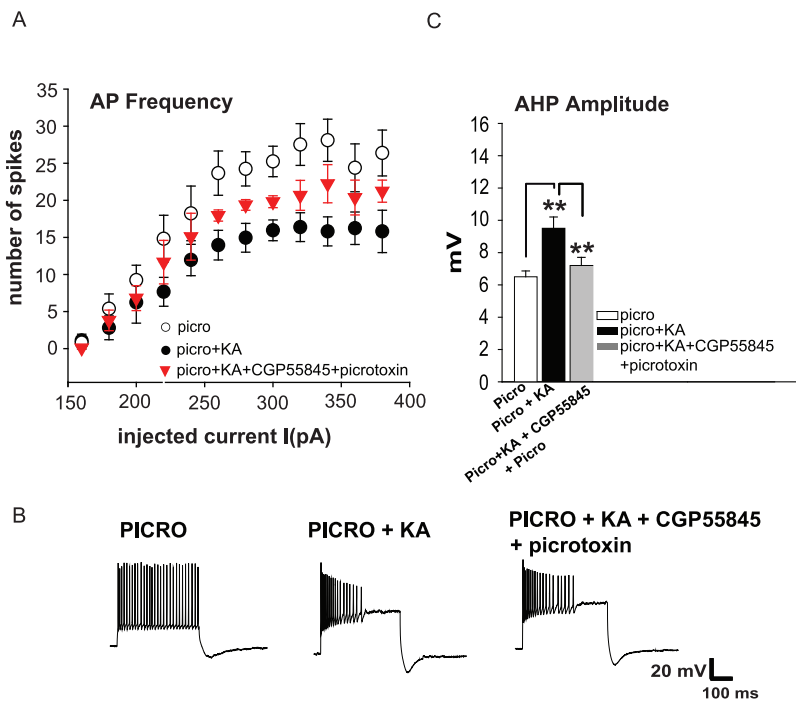 A
AP Frequency
number of spikes
35
30
25
20
15
10
5
0
picro
picro+KA
picro+KA+CGP55845+picrotoxin
150
200
250
300
350
400
injected current I(pA)
C
AHP Amplitude
mV
16
14
12
10
8
6
4
2
0
**
**
picro
picro+KA
picro+KA+CGP55845
+picrotoxin
Picro
Picro + KA
Picro+KA + CGP55845
+ Picro
B
PICRO
PICRO + KA
PICRO + KA + CGP55845
+ picrotoxin
20 mV
100 ms